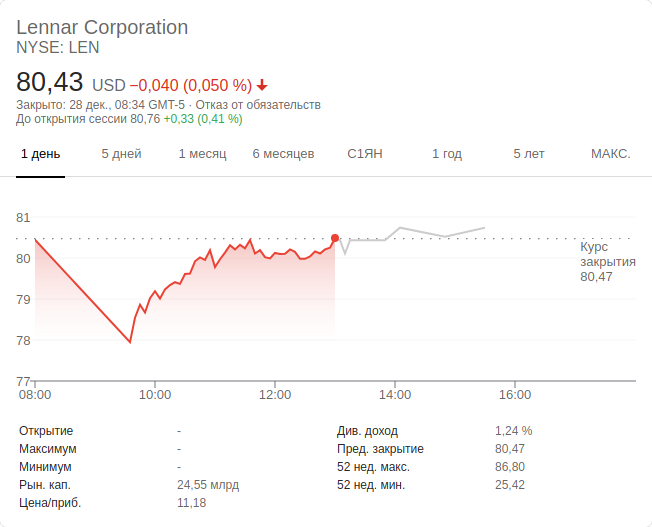 Lennar Corporation
NYSE: LEN
80,43 USD −0,040 (0,050 %)
Закрыто: 28 дек., 08:34 GMT-5 · Отказ от обязательств
До открытия сессии 80,76 +0,33 (0,41 %)
1 день 5 дней 1 месяц 6 месяцев С1ЯН 1 год 5 лет МАКС.
81
80
79
78
77
Курс
закрытия
80,47
08:00 10:00 12:00 14:00 16:00
Открытие - Див. доход 1,24 %
Максимум - Пред. закрытие 80,47
Минимум - 52 нед. макс. 86,80
Рын. кап. 24,55 млрд 52 нед. мин. 25,42
Цена/приб. 11,18